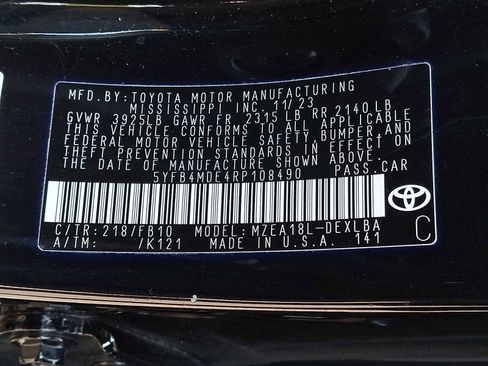 MFD.BY:TOYOTA MOTOR MANUFACTURING
MISSISSIPPI INC. 11/23
GVWR 3925LB GAWR FR 2315 LB RR 2140 LB
THIS VEHICLE CONFORMS TO ALL APPLICABLE
FEDERAL MOTOR VEHICLE SAFETY, BUMPER, AND
THEFT PREVENTION STANDARDS IN EFFECT ON
THE DATE OF MANUFACTURE SHOWN ABOVE.
5YFB4MDE4RP108490 PASS.CAR
C/TR:218/FB10 MODEL:MZEA18L-DEXLBA
A/TM: /K121 MADE IN U.S.A. 141
C